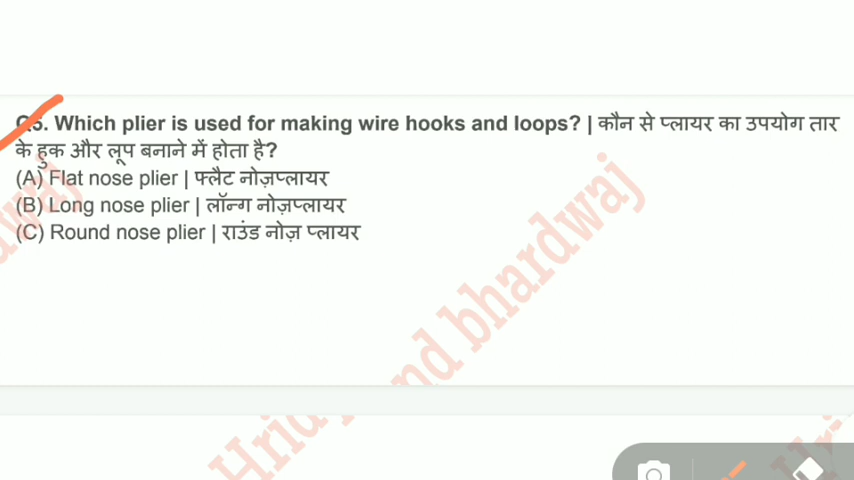 Q5. Which plier is used for making wire hooks and loops? | कौन से प्लायर का उपयोग तार
के हुक और लूप बनाने में होता है?
(A) Flat nose plier | फ्लैट नोज़प्लायर
(B) Long nose plier | लॉन्ग नोज़प्लायर
(C) Round nose plier | राउंड नोज़ प्लायर
bhardwaj